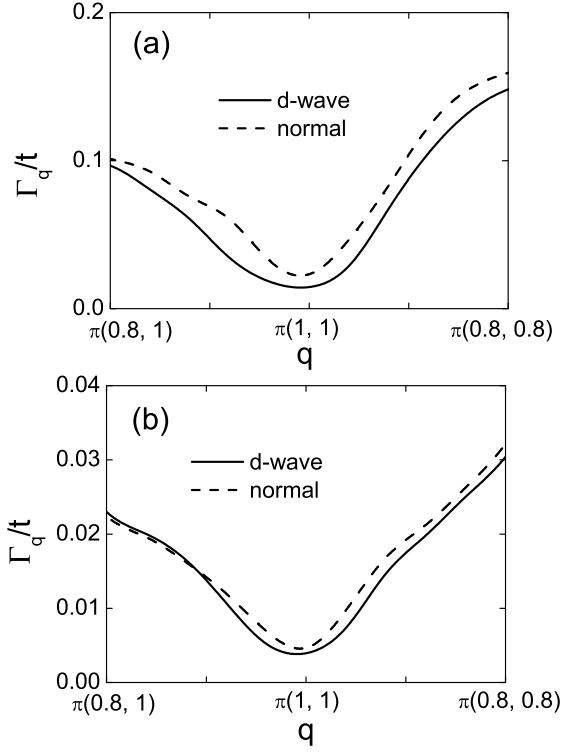 0.2
(a)
d-wave
normal
Γq/t
0.1
0.0
π(0.8, 1)
π(1, 1)
π(0.8, 0.8)
q
0.04
(b)
0.03
d-wave
normal
Γq/t
0.02
0.01
0.00
π(0.8, 1)
π(1, 1)
π(0.8, 0.8)
q